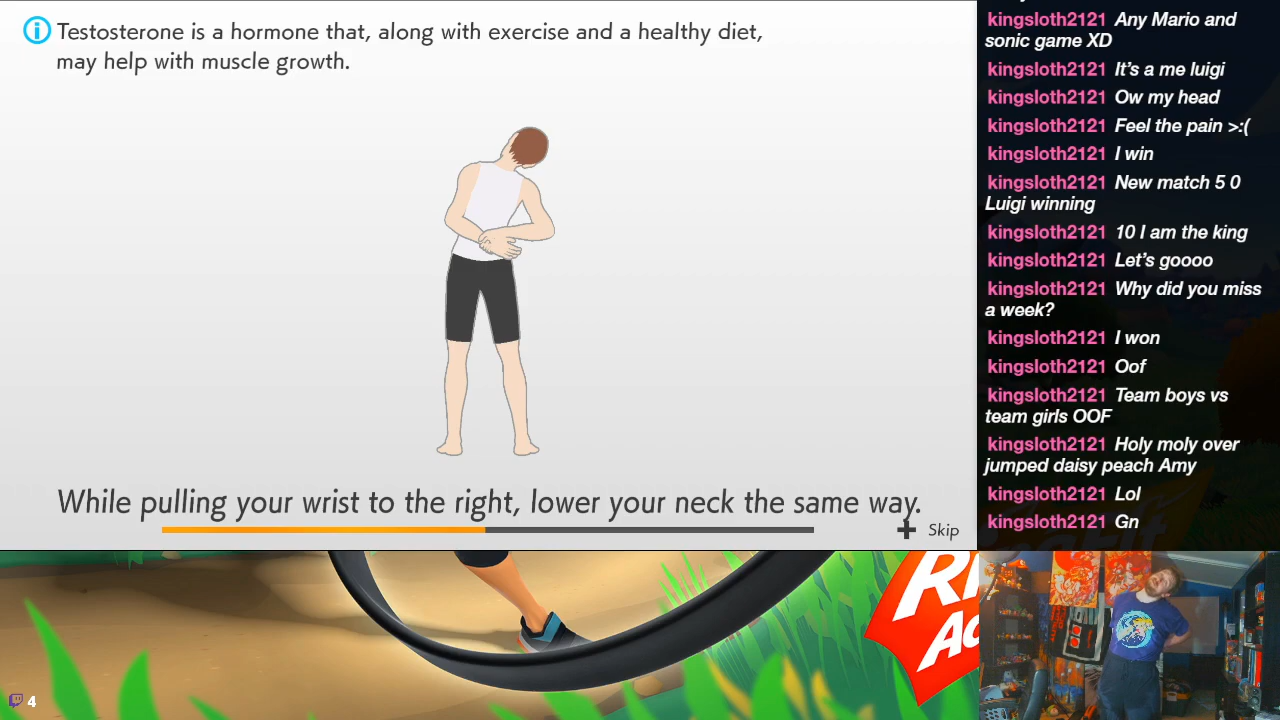 Testosterone is a hormone that, along with exercise and a healthy diet,
may help with muscle growth.
While pulling your wrist to the right, lower your neck the same way.
Skip
kingsloth2121 Any Mario and
sonic game XD
kingsloth2121 It's a me luigi
kingsloth2121 Ow my head
kingsloth2121 Feel the pain >:(
kingsloth2121 I win
kingsloth2121 New match 5 0
Luigi winning
kingsloth2121 10 I am the king
kingsloth2121 Let's goooo
kingsloth2121 Why did you miss
a week?
kingsloth2121 I won
kingsloth2121 Oof
kingsloth2121 Team boys vs
team girls OOF
kingsloth2121 Holy moly over
jumped daisy peach Amy
kingsloth2121 Lol
kingsloth2121 Gn
4